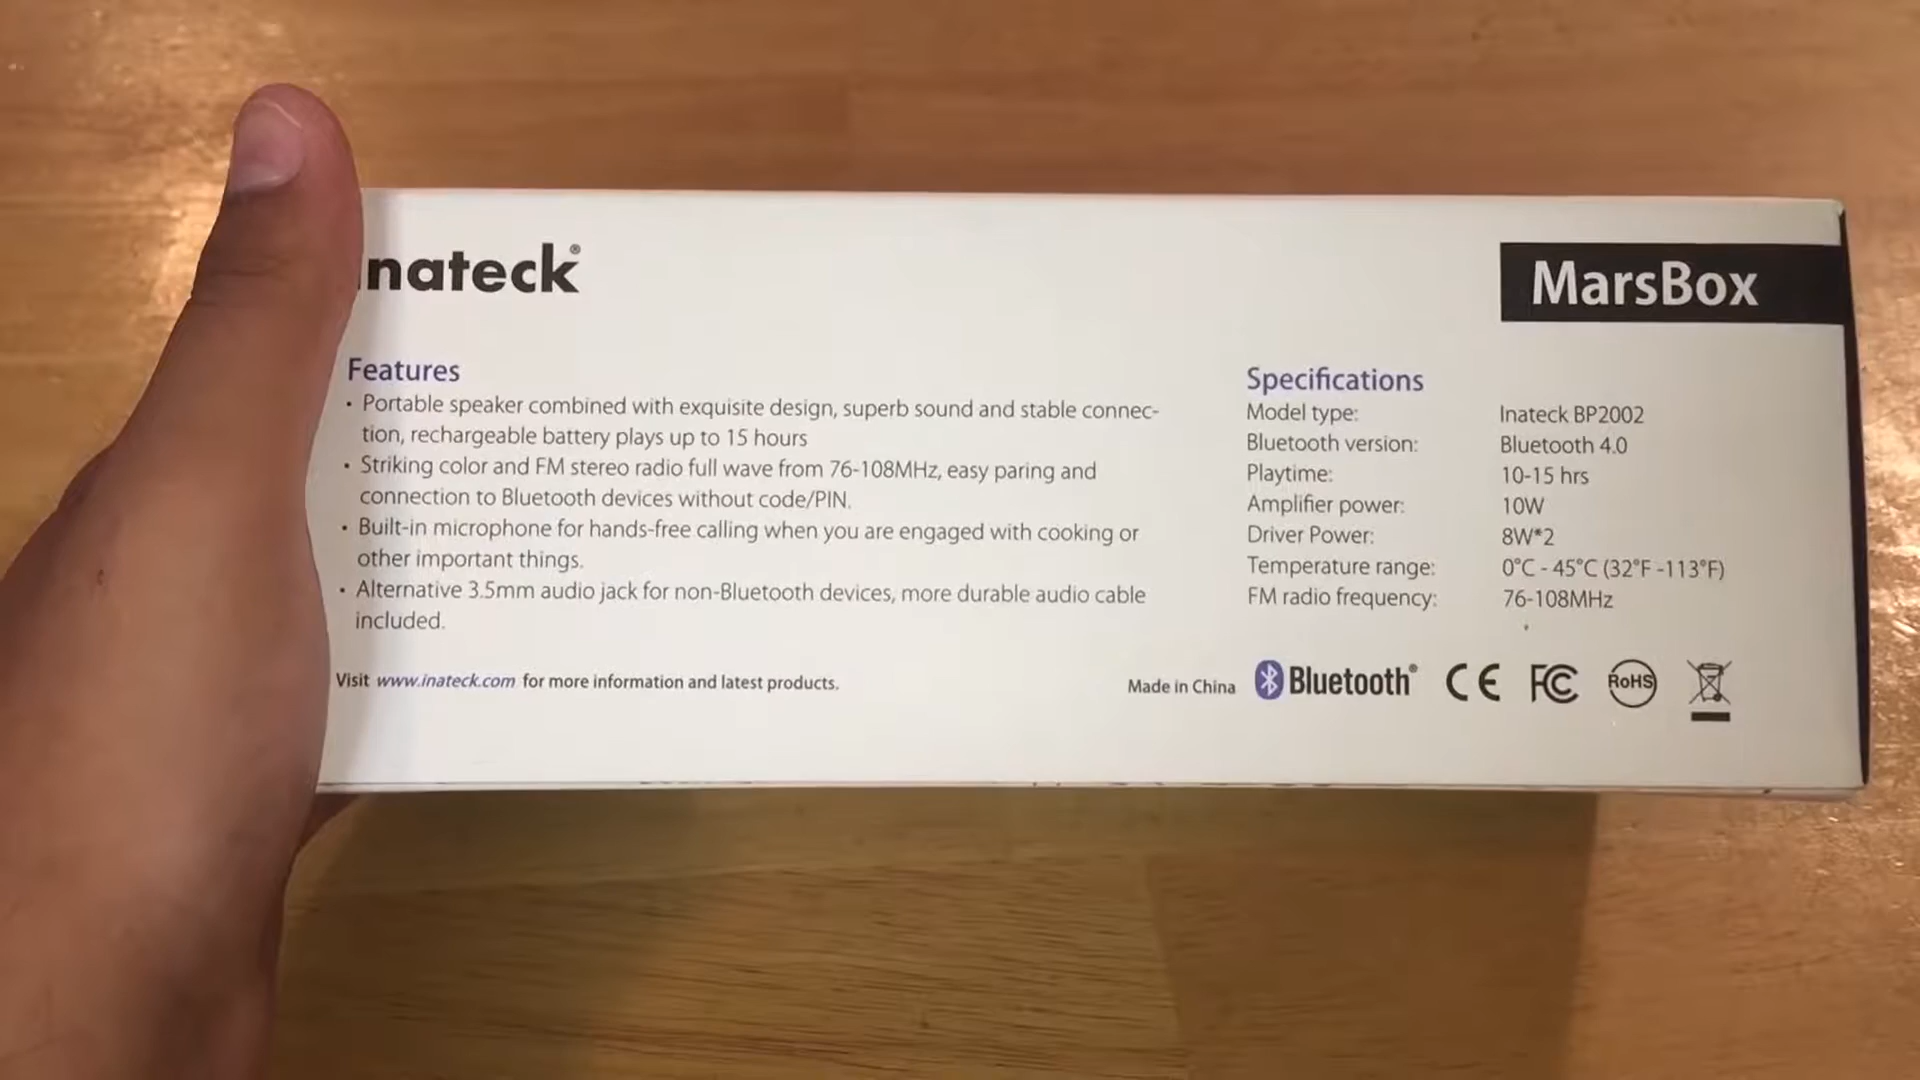 Inateck®
MarsBox
Features
• Portable speaker combined with exquisite design, superb sound and stable connec-
tion, rechargeable battery plays up to 15 hours
• Striking color and FM stereo radio full wave from 76-108MHz, easy paring and
connection to Bluetooth devices without code/PIN.
• Built-in microphone for hands-free calling when you are engaged with cooking or
other important things.
• Alternative 3.5mm audio jack for non-Bluetooth devices, more durable audio cable
included.
Visit www.inateck.com for more information and latest products.
Specifications
Model type: Inateck BP2002
Bluetooth version: Bluetooth 4.0
Playtime: 10-15 hrs
Amplifier power: 10W
Driver Power: 8W*2
Temperature range: 0°C - 45°C (32°F -113°F)
FM radio frequency: 76-108MHz
Made in China Bluetooth® CE FC RoHS